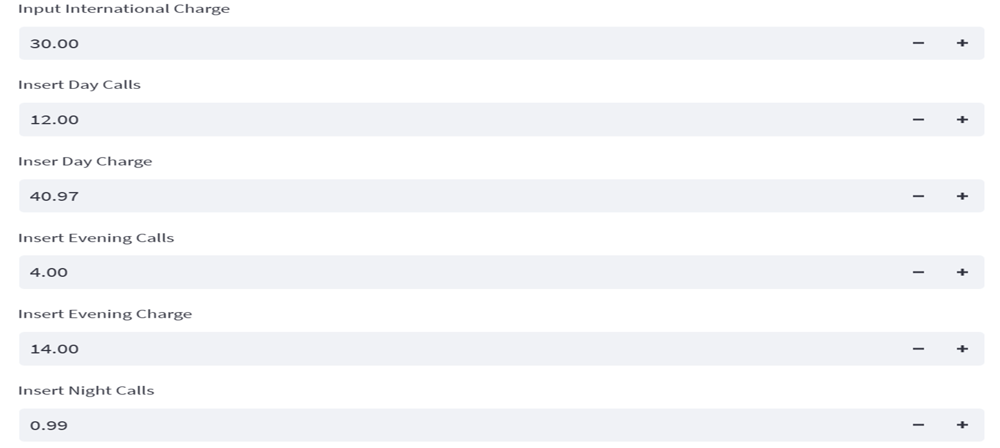 Input International Charge
30.00
Insert Day Calls
12.00
Inser Day Charge
40.97
Insert Evening Calls
4.00
Insert Evening Charge
14.00
Insert Night Calls
0.99